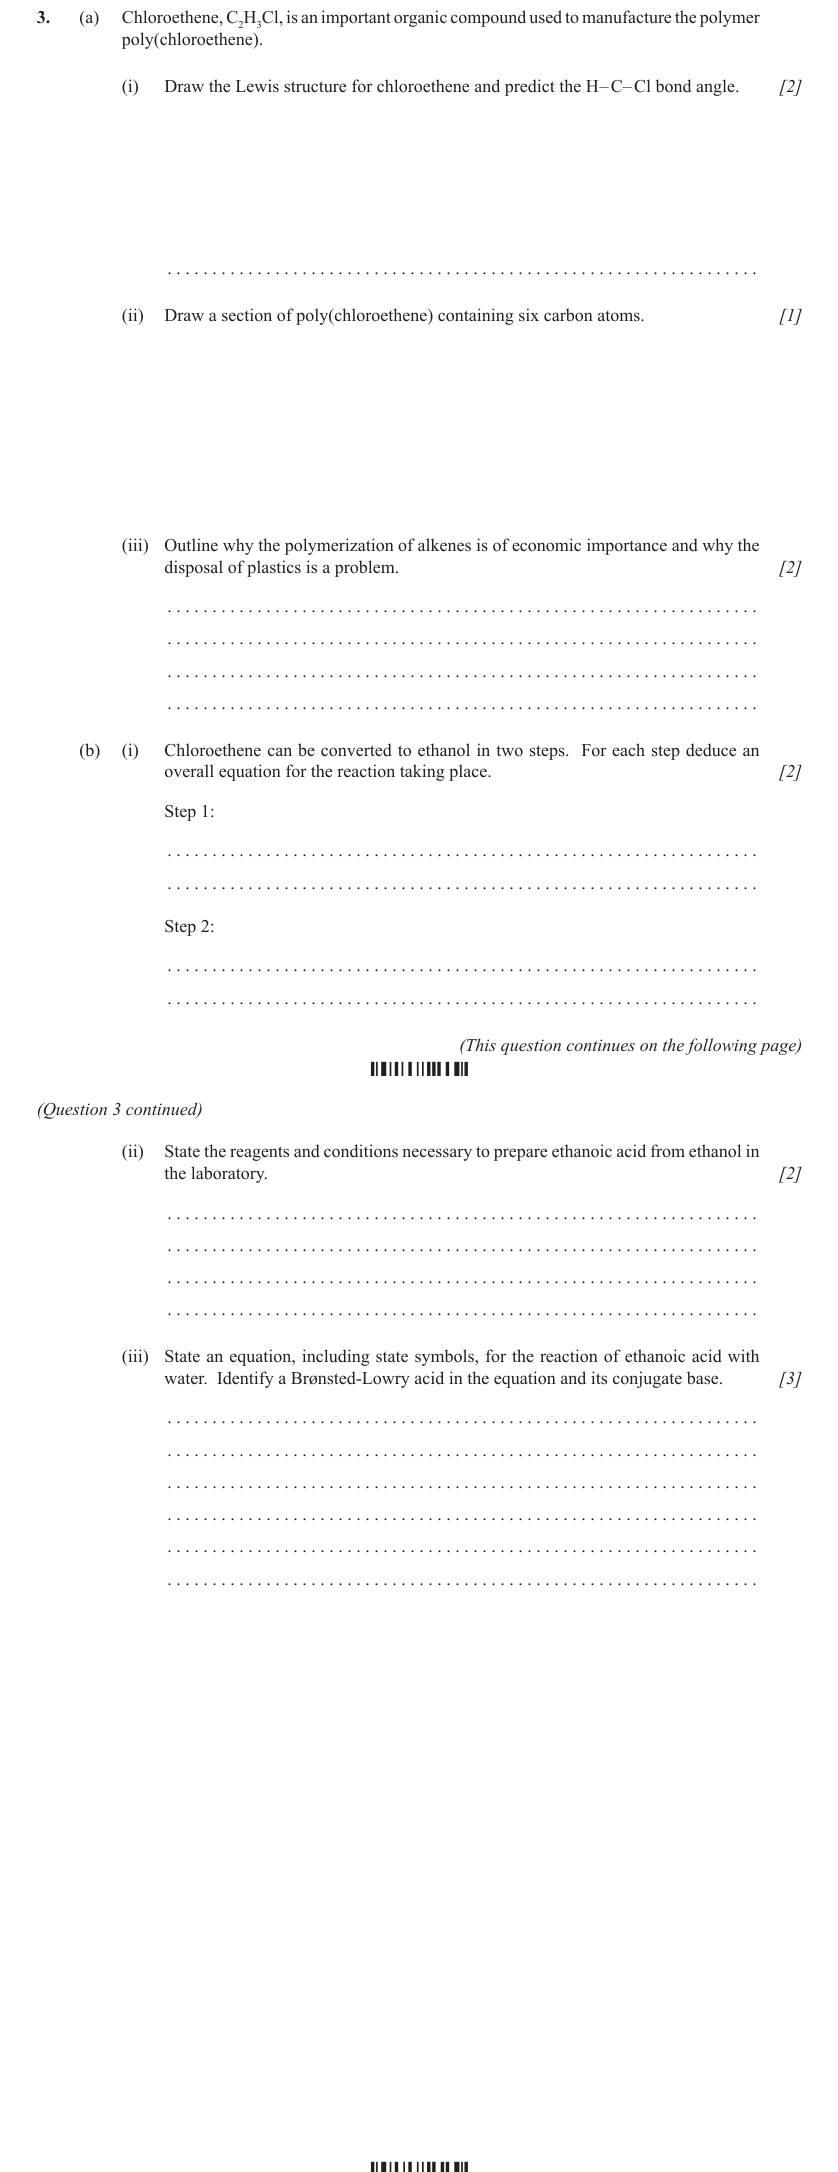 3. (a) Chloroethene, C₂H₃Cl, is an important organic compound used to manufacture the polymer
poly(chloroethene).
(i) Draw the Lewis structure for chloroethene and predict the H–C–Cl bond angle. [2]
. . . . . . . . . . . . . . . . . . . . . . . . . . . . . . . . . . . . . . . . . . . . . . . . . . . . . . . . . . . . . . . . . .
(ii) Draw a section of poly(chloroethene) containing six carbon atoms. [1]
(iii) Outline why the polymerization of alkenes is of economic importance and why the
disposal of plastics is a problem. [2]
. . . . . . . . . . . . . . . . . . . . . . . . . . . . . . . . . . . . . . . . . . . . . . . . . . . . . . . . . . . . . . . . . .
. . . . . . . . . . . . . . . . . . . . . . . . . . . . . . . . . . . . . . . . . . . . . . . . . . . . . . . . . . . . . . . . . .
. . . . . . . . . . . . . . . . . . . . . . . . . . . . . . . . . . . . . . . . . . . . . . . . . . . . . . . . . . . . . . . . . .
. . . . . . . . . . . . . . . . . . . . . . . . . . . . . . . . . . . . . . . . . . . . . . . . . . . . . . . . . . . . . . . . . .
(b) (i) Chloroethene can be converted to ethanol in two steps. For each step deduce an
overall equation for the reaction taking place. [2]
Step 1:
. . . . . . . . . . . . . . . . . . . . . . . . . . . . . . . . . . . . . . . . . . . . . . . . . . . . . . . . . . . . . . . . . .
. . . . . . . . . . . . . . . . . . . . . . . . . . . . . . . . . . . . . . . . . . . . . . . . . . . . . . . . . . . . . . . . . .
Step 2:
. . . . . . . . . . . . . . . . . . . . . . . . . . . . . . . . . . . . . . . . . . . . . . . . . . . . . . . . . . . . . . . . . .
. . . . . . . . . . . . . . . . . . . . . . . . . . . . . . . . . . . . . . . . . . . . . . . . . . . . . . . . . . . . . . . . . .
(This question continues on the following page)
(Question 3 continued)
(ii) State the reagents and conditions necessary to prepare ethanoic acid from ethanol in
the laboratory. [2]
. . . . . . . . . . . . . . . . . . . . . . . . . . . . . . . . . . . . . . . . . . . . . . . . . . . . . . . . . . . . . . . . . .
. . . . . . . . . . . . . . . . . . . . . . . . . . . . . . . . . . . . . . . . . . . . . . . . . . . . . . . . . . . . . . . . . .
. . . . . . . . . . . . . . . . . . . . . . . . . . . . . . . . . . . . . . . . . . . . . . . . . . . . . . . . . . . . . . . . . .
. . . . . . . . . . . . . . . . . . . . . . . . . . . . . . . . . . . . . . . . . . . . . . . . . . . . . . . . . . . . . . . . . .
(iii) State an equation, including state symbols, for the reaction of ethanoic acid with
water. Identify a Brønsted-Lowry acid in the equation and its conjugate base. [3]
. . . . . . . . . . . . . . . . . . . . . . . . . . . . . . . . . . . . . . . . . . . . . . . . . . . . . . . . . . . . . . . . . .
. . . . . . . . . . . . . . . . . . . . . . . . . . . . . . . . . . . . . . . . . . . . . . . . . . . . . . . . . . . . . . . . . .
. . . . . . . . . . . . . . . . . . . . . . . . . . . . . . . . . . . . . . . . . . . . . . . . . . . . . . . . . . . . . . . . . .
. . . . . . . . . . . . . . . . . . . . . . . . . . . . . . . . . . . . . . . . . . . . . . . . . . . . . . . . . . . . . . . . . .
. . . . . . . . . . . . . . . . . . . . . . . . . . . . . . . . . . . . . . . . . . . . . . . . . . . . . . . . . . . . . . . . . .
. . . . . . . . . . . . . . . . . . . . . . . . . . . . . . . . . . . . . . . . . . . . . . . . . . . . . . . . . . . . . . . . . .